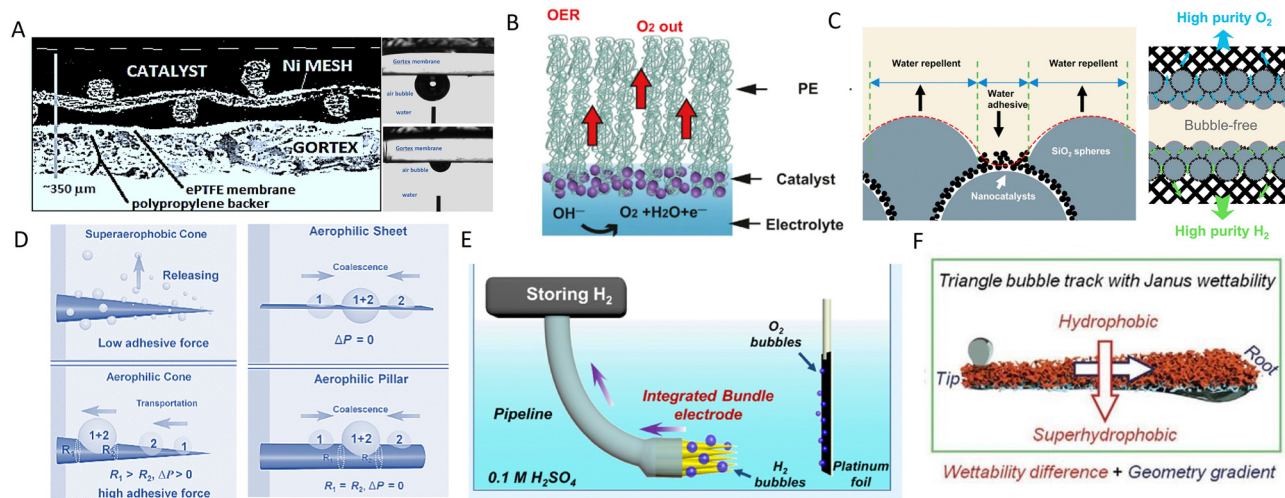 A
CATALYST
Ni MESH
GORTEX
~350 μm
ePTFE membrane
polypropylene backer
Gortex membrane
air bubble
water
Gortex membrane
air bubble
water
B
OER
O₂ out
PE
Catalyst
Electrolyte
OH⁻
O₂ +H₂O+e⁻
C
Water repellent
Water repellent
Water
adhesive
SiO₂ spheres
Nanocatalysts
High purity O₂
Bubble-free
High purity H₂
D
Superaerophobic Cone
Releasing
Low adhesive force
Aerophilic Sheet
Coalescence
1
1+2
2
ΔP = 0
Aerophilic Cone
Transportation
1+2
2
1
R₁ > R₂, ΔP > 0
high adhesive force
Aerophilic Pillar
Coalescence
1
1+2
2
R₁
R₂
R₁ = R₂, ΔP = 0
E
Storing H₂
O₂
bubbles
Integrated Bundle
electrode
Pipeline
H₂
bubbles
Platinum
foil
0.1 M H₂SO₄
F
Triangle bubble track with Janus wettability
Hydrophobic
Tip
Root
Superhydrophobic
Wettability difference + Geometry gradient